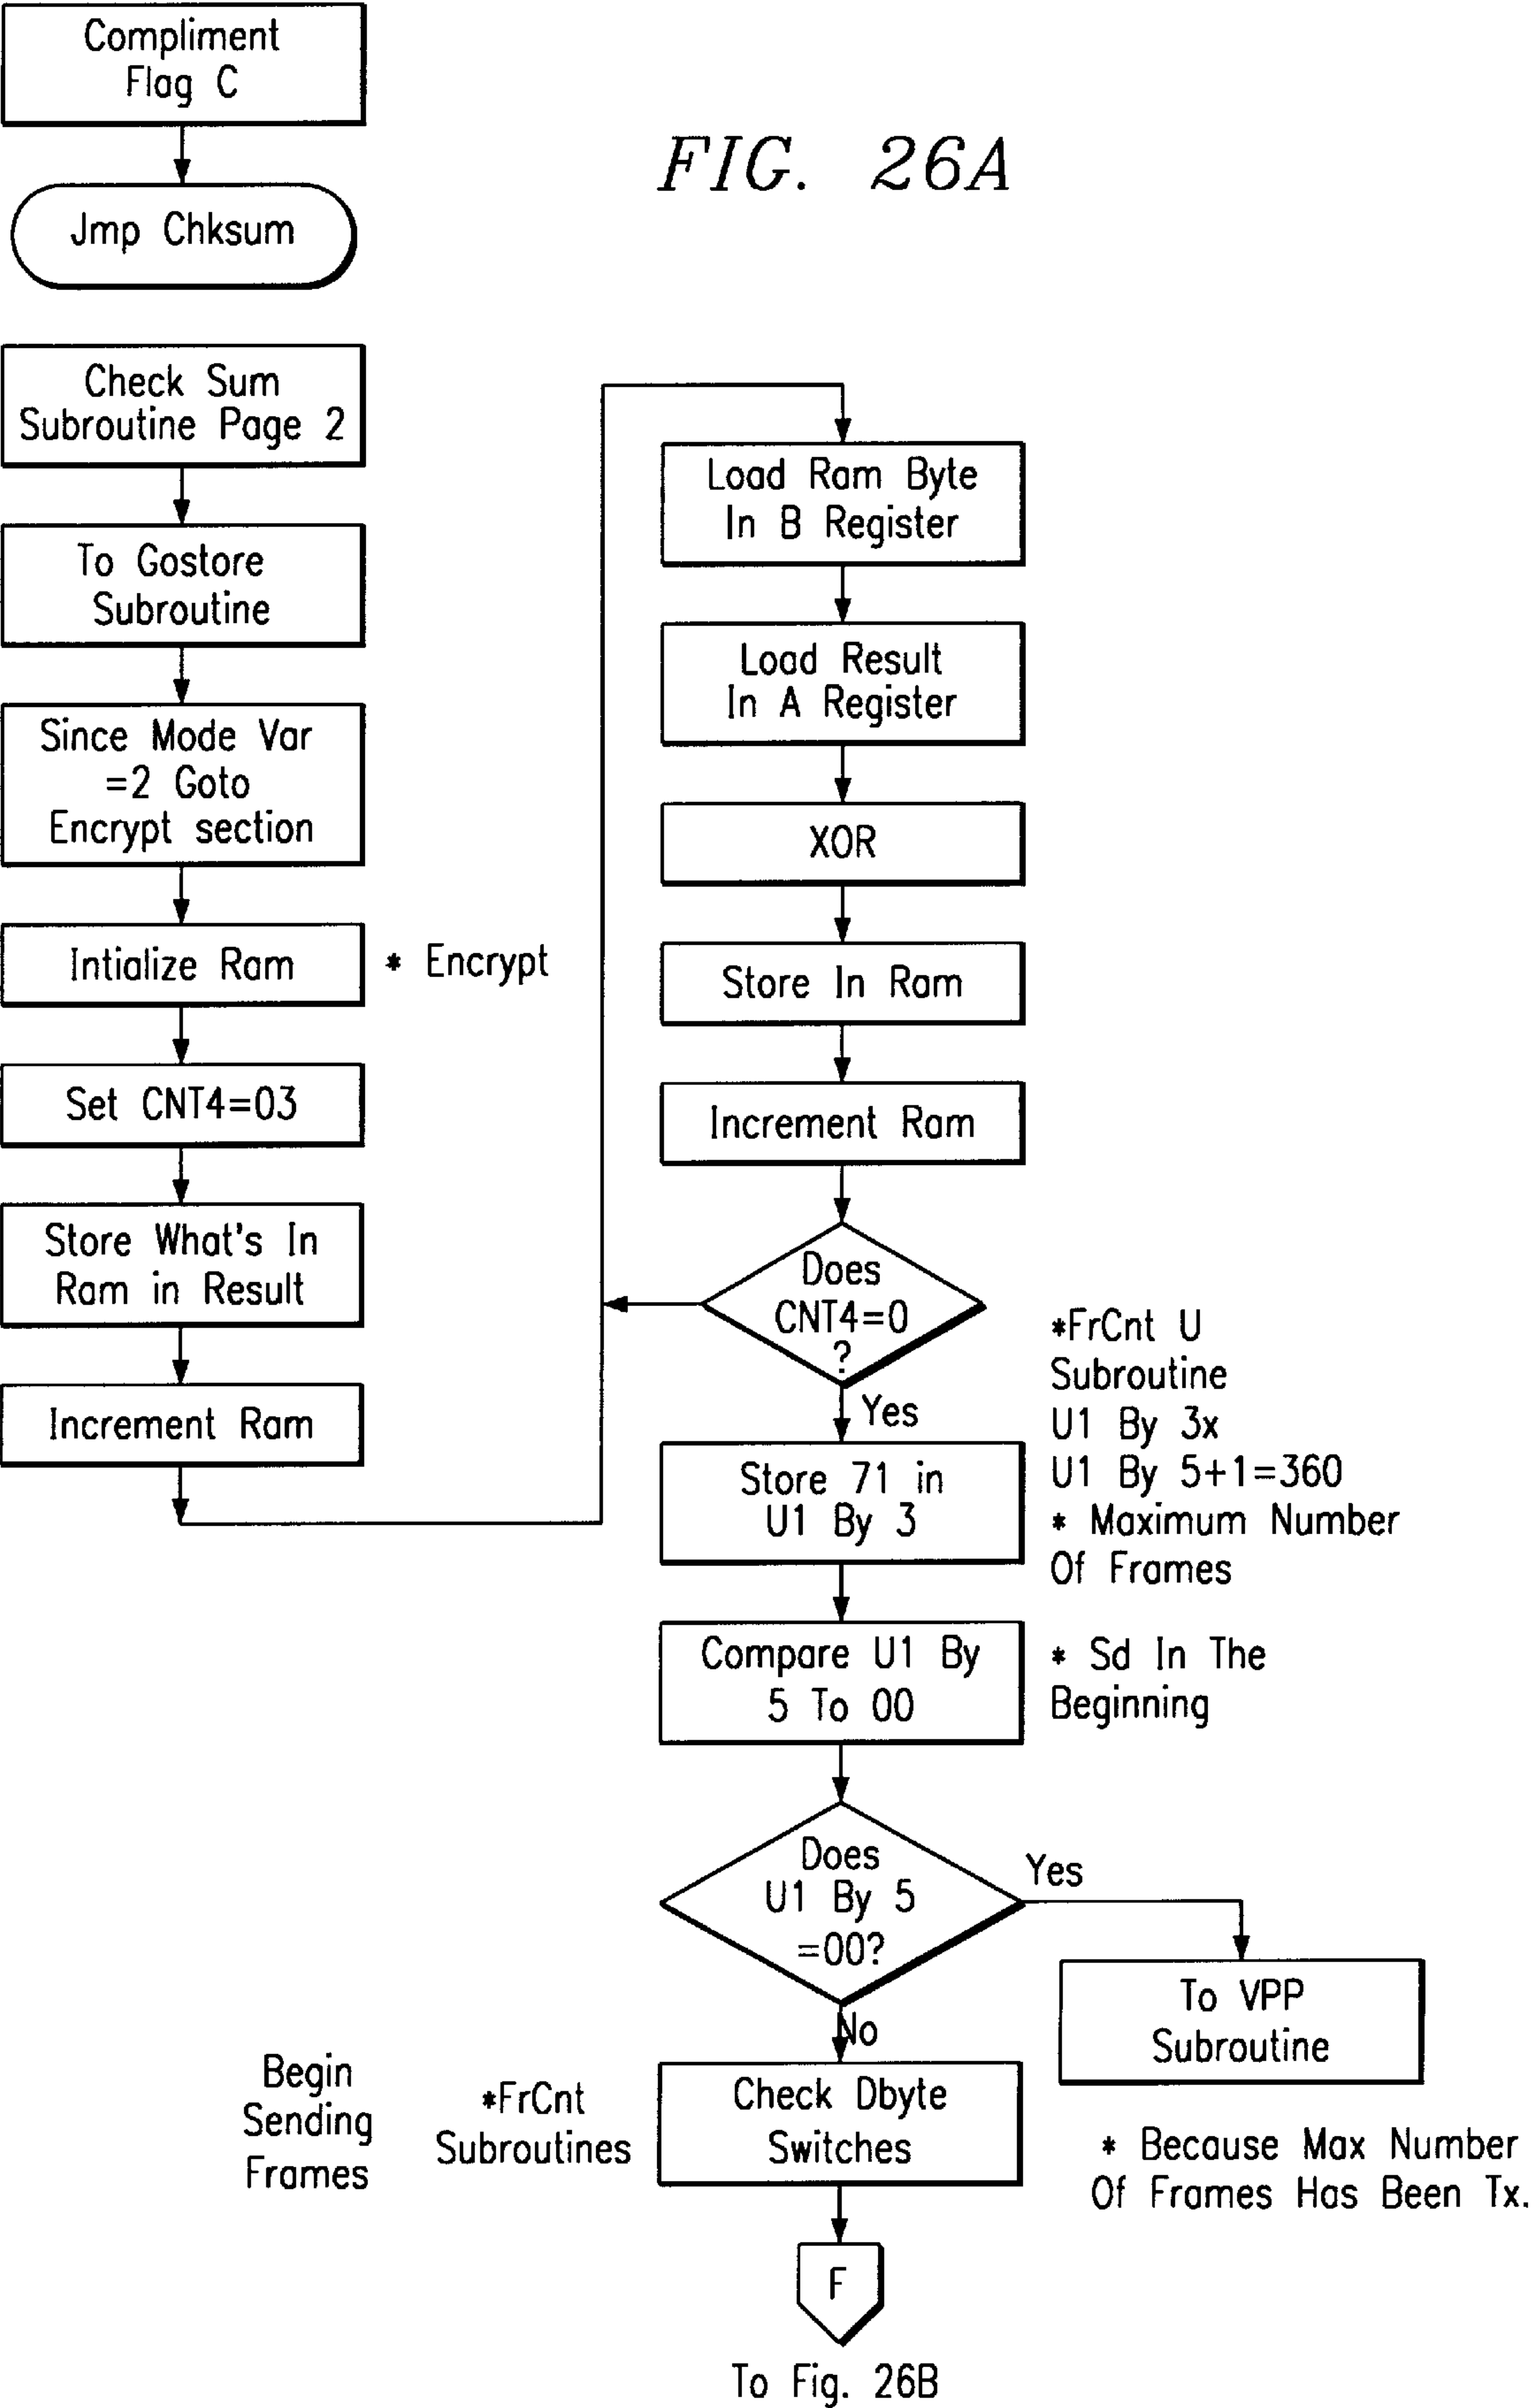 Compliment
Flag C
FIG. 26A
Jmp Chksum
Check Sum
Subroutine Page 2
To Gostore
Subroutine
Since Mode Var
=2 Goto
Encrypt section
Intialize Ram
* Encrypt
Set CNT4=03
Store What's In
Ram in Result
Increment Ram
Load Ram Byte
In B Register
Load Result
In A Register
XOR
Store In Ram
Increment Ram
Does
CNT4=0
?
Yes
*FrCnt U
Subroutine
U1 By 3x
U1 By 5+1=360
* Maximum Number
Of Frames
Store 71 in
U1 By 3
Compare U1 By
5 To 00
* Sd In The
Beginning
Does
U1 By 5
=00?
Yes
To VPP
Subroutine
* Because Max Number
Of Frames Has Been Tx.
No
Begin
Sending
Frames
*FrCnt
Subroutines
Check Dbyte
Switches
F
To Fig. 26B